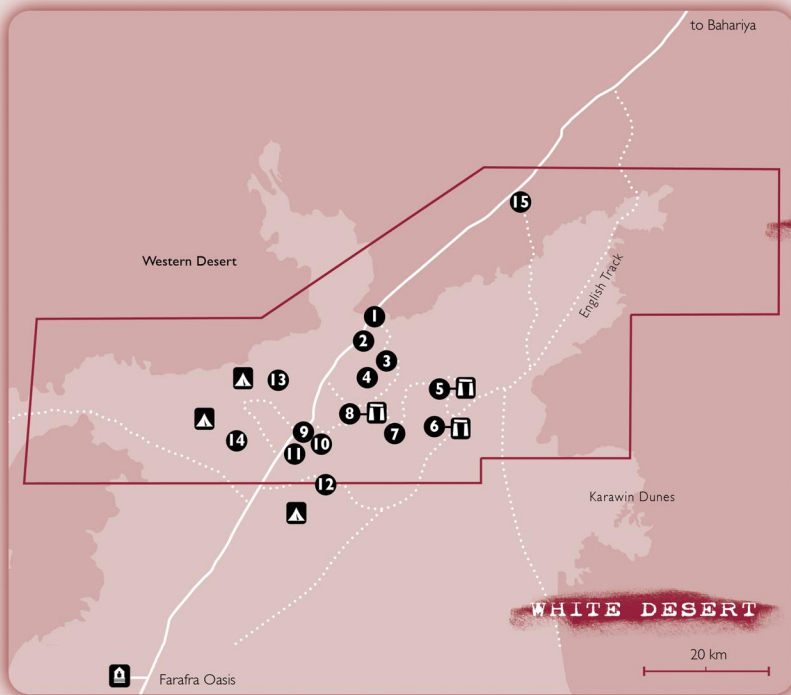 to Bahariya
15
Western Desert
English Track
1
2
3
4
13
5
8
6
14
9
7
10
11
12
Karawin Dunes
WHITE DESERT
20 km
Farafra Oasis